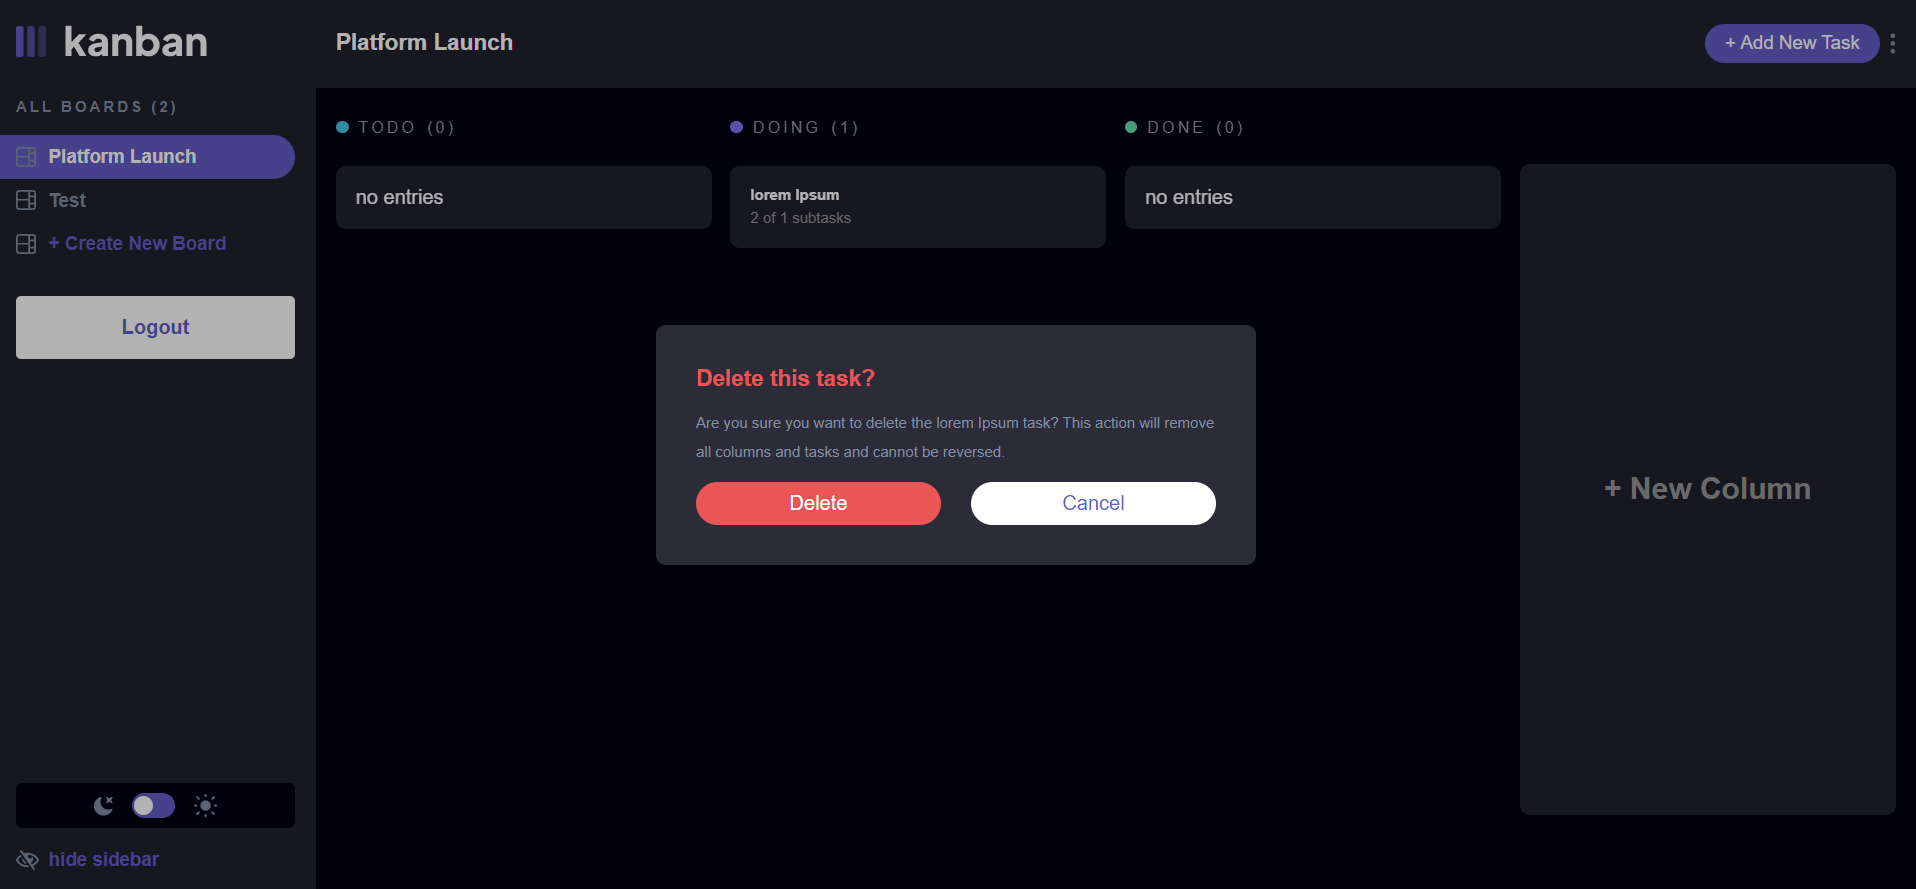 kanban
Platform Launch
+ Add New Task
ALL BOARDS (2)
Platform Launch
Test
+ Create New Board
Logout
TODO (0)
DOING (1)
DONE (0)
no entries
lorem Ipsum
2 of 1 subtasks
no entries
+ New Column
Delete this task?
Are you sure you want to delete the lorem Ipsum task? This action will remove
all columns and tasks and cannot be reversed.
Delete
Cancel
hide sidebar